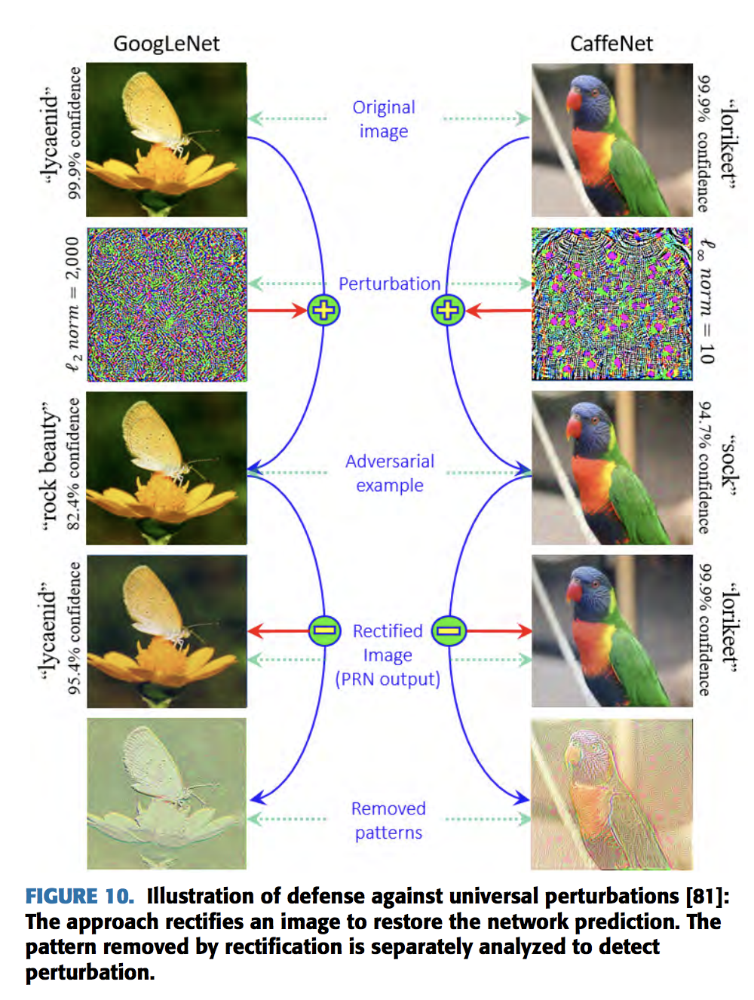 GoogLeNet
CaffeNet
“lycaenid”
99.9% confidence
Original
image
99.9% confidence
“lorikeet”
ℓ2 norm = 2,000
Perturbation
ℓ∞ norm = 10
“rock beauty”
82.4% confidence
Adversarial
example
94.7% confidence
“sock”
“lycaenid”
95.4% confidence
Rectified
Image
(PRN output)
99.9% confidence
“lorikeet”
Removed
patterns
FIGURE 10. Illustration of defense against universal perturbations [81]:
The approach rectifies an image to restore the network prediction. The
pattern removed by rectification is separately analyzed to detect
perturbation.